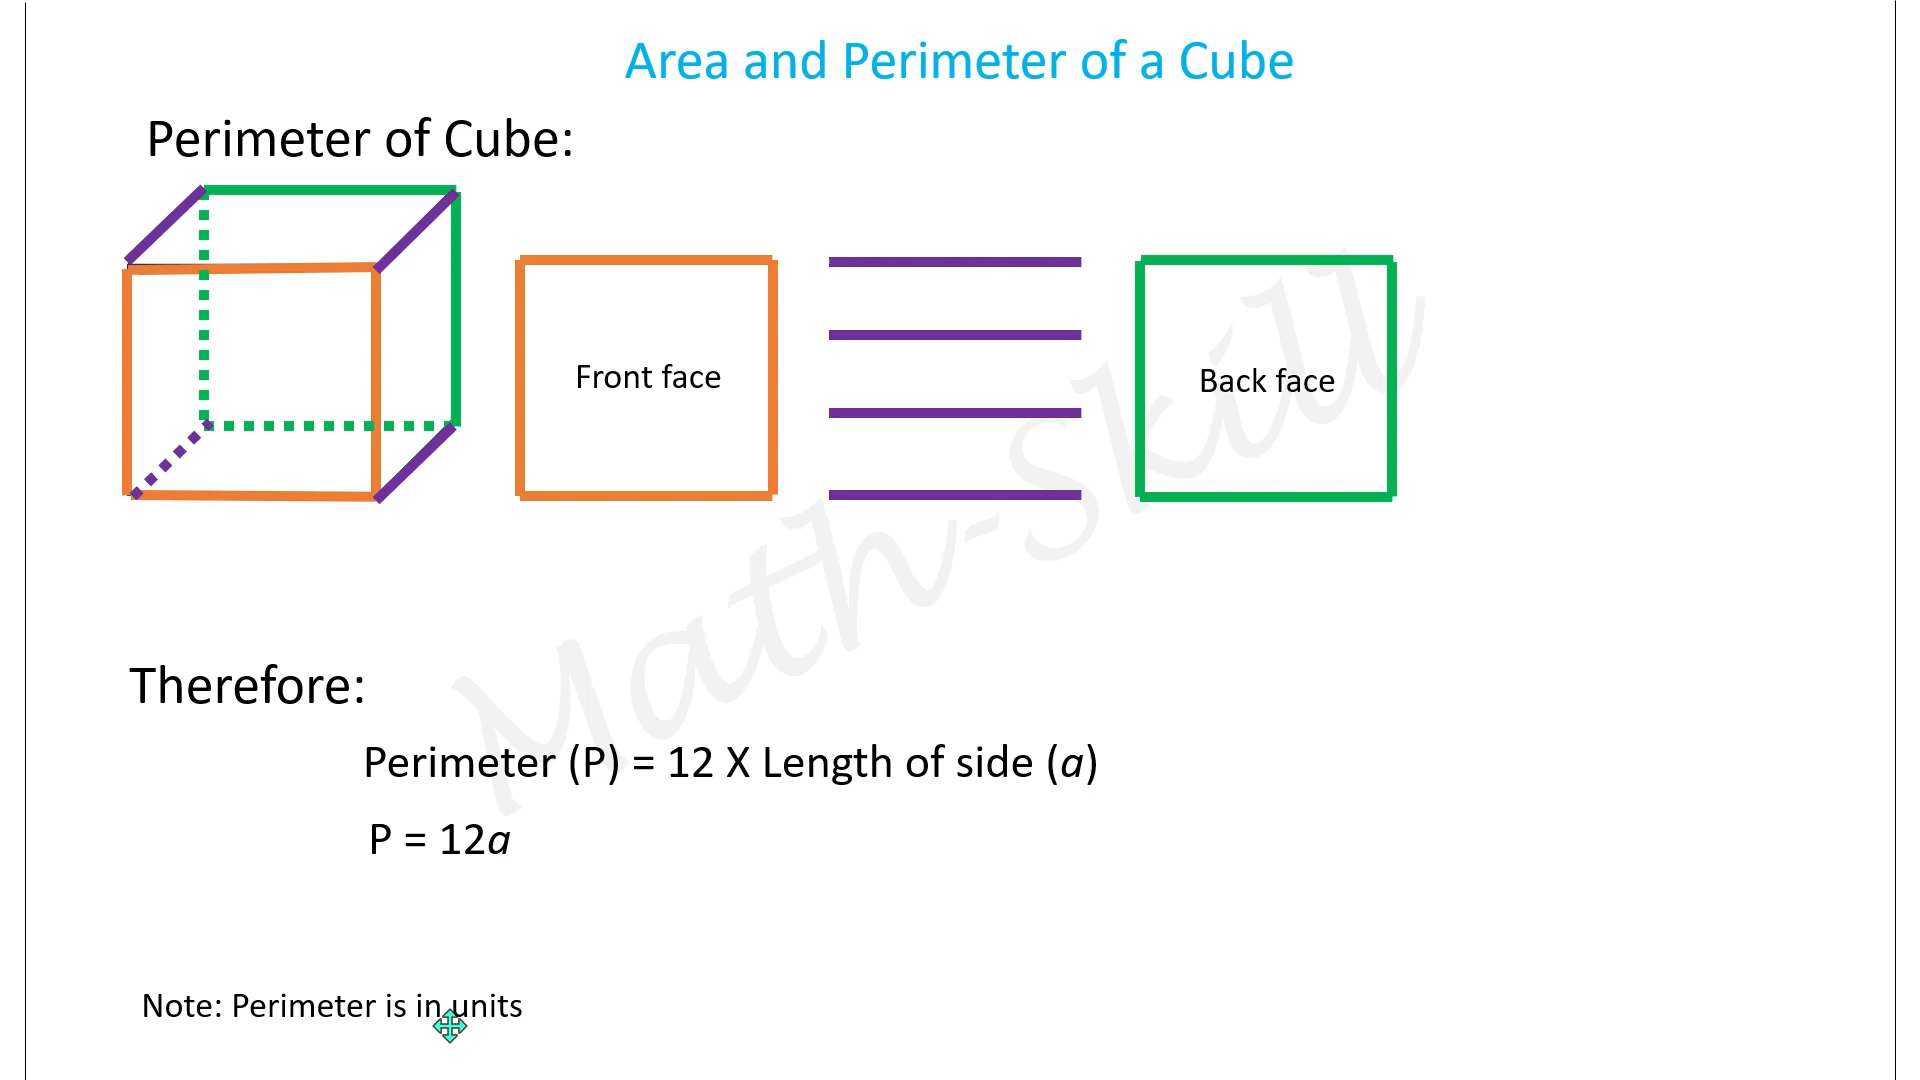 Area and Perimeter of a Cube
Perimeter of Cube:
Front face
Back face
Math-Skill
Therefore:
Perimeter (P) = 12 X Length of side (a)
P = 12a
Note: Perimeter is in units